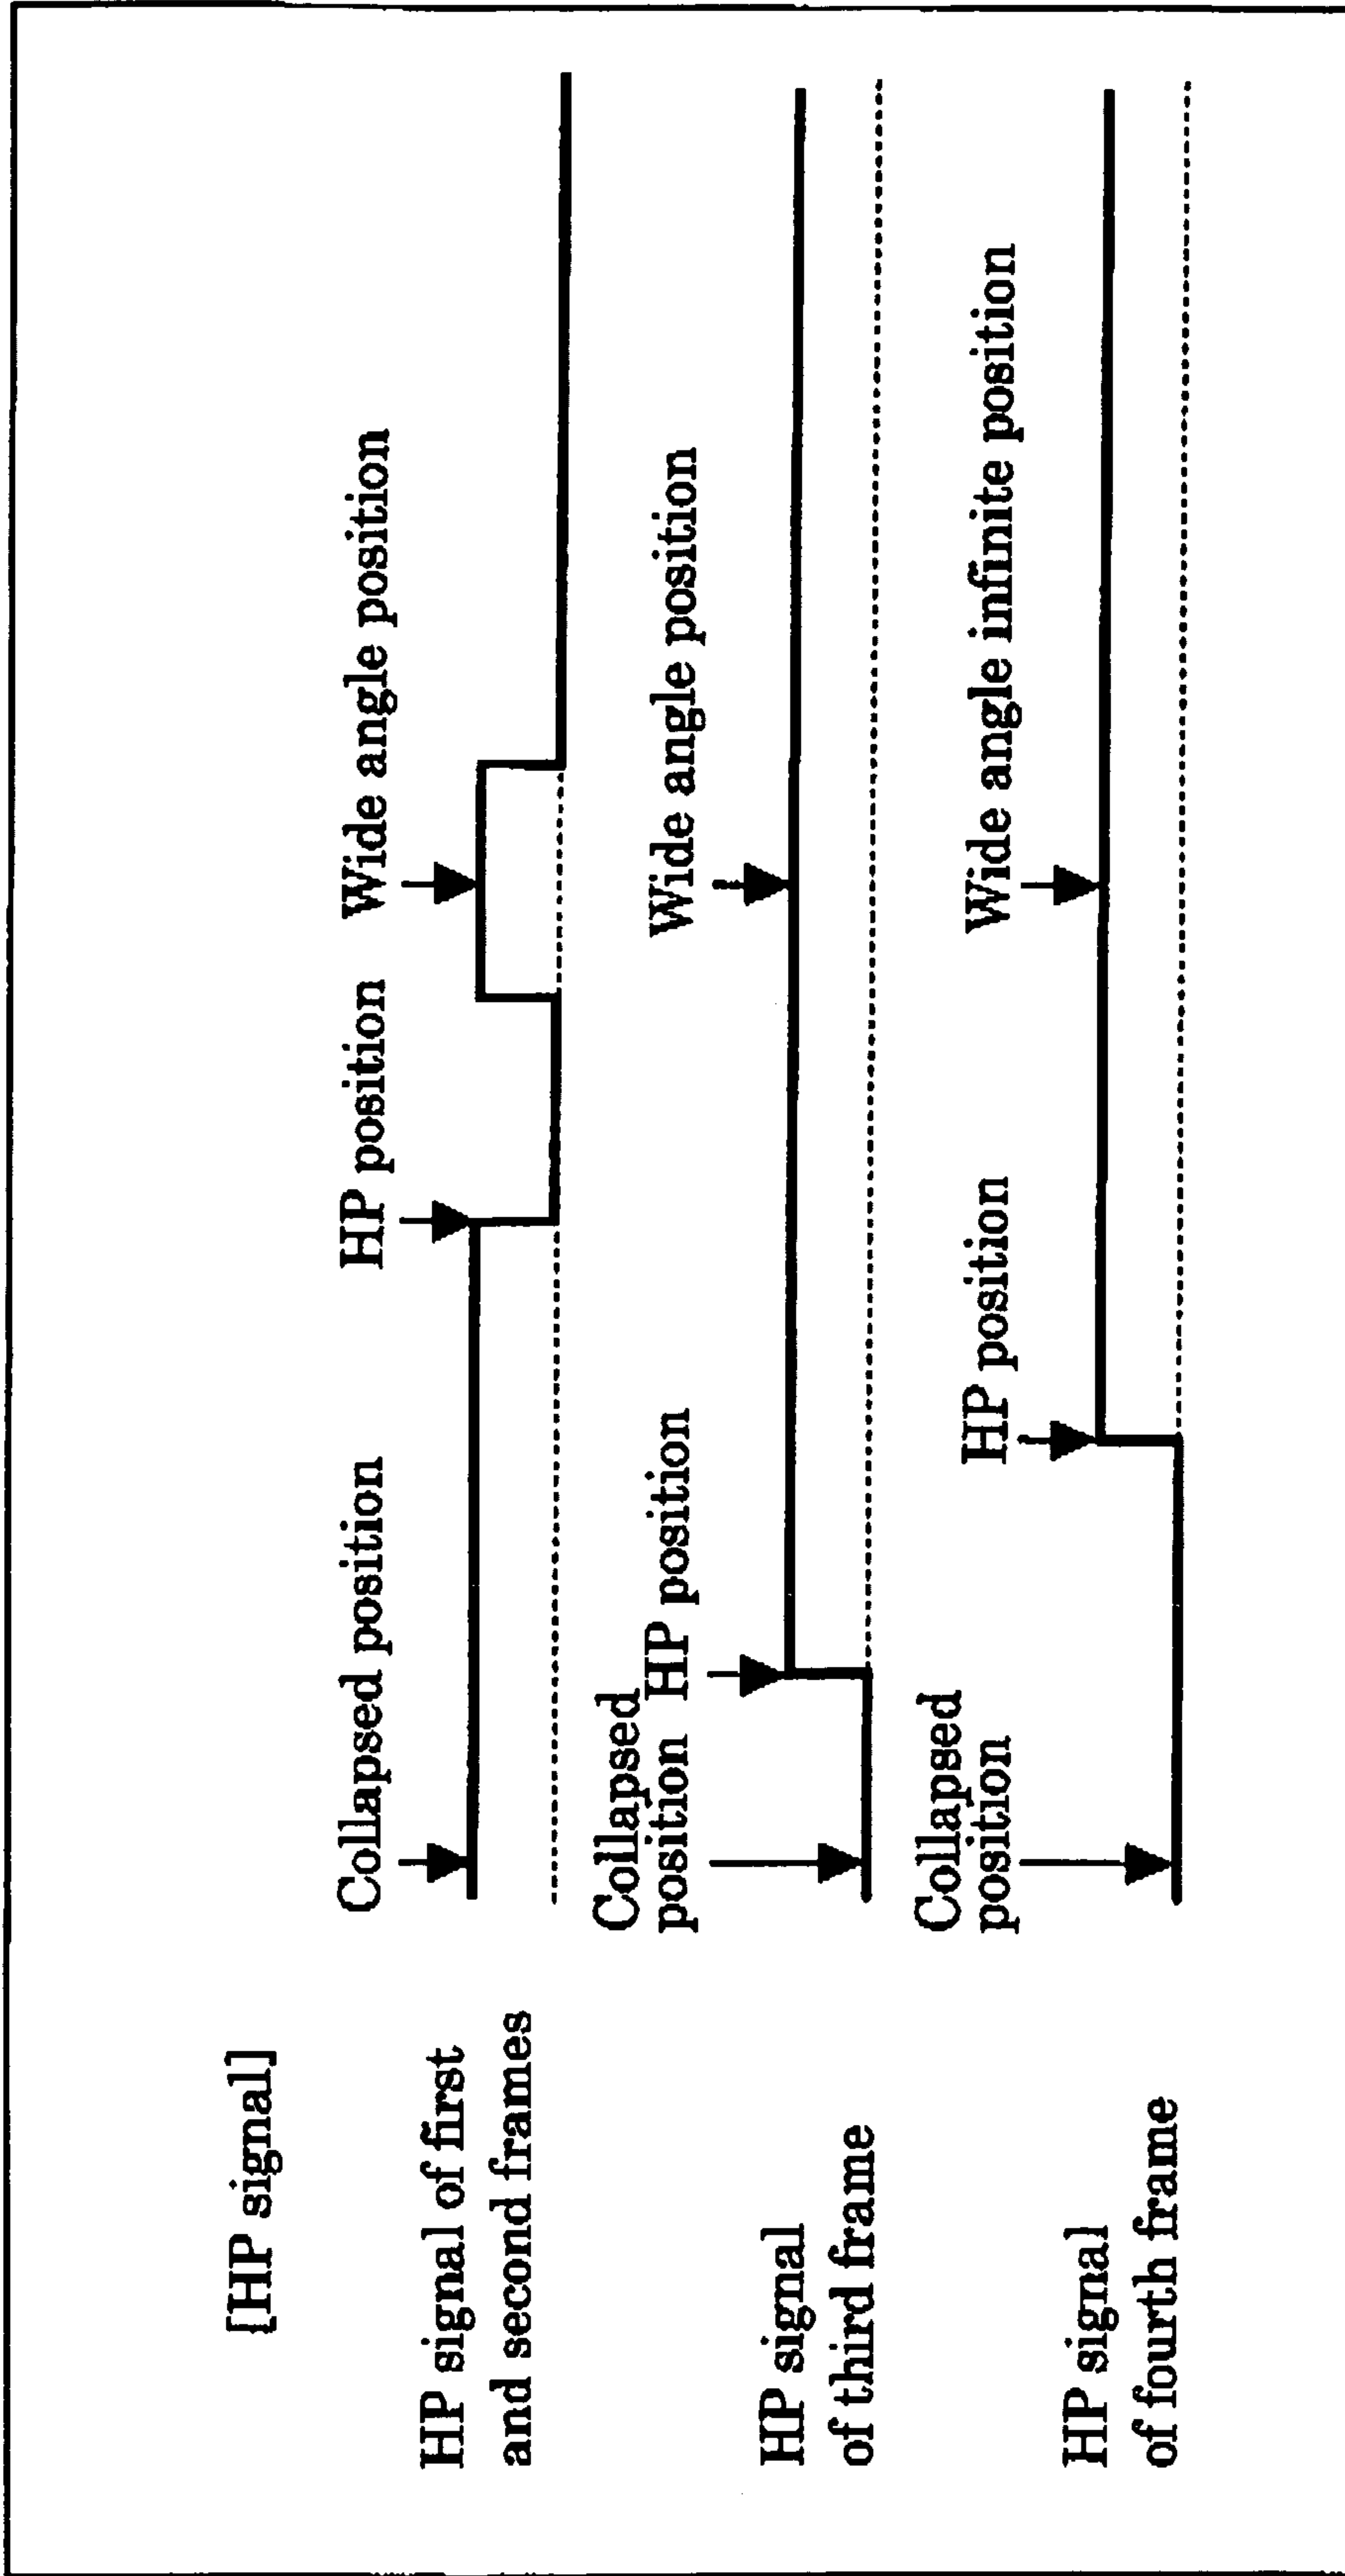 [HP signal]
Collapsed position HP position Wide angle position
HP signal of first
and second frames
Collapsed
position HP position Wide angle position
HP signal
of third frame
Collapsed
position HP position Wide angle infinite position
HP signal
of fourth frame